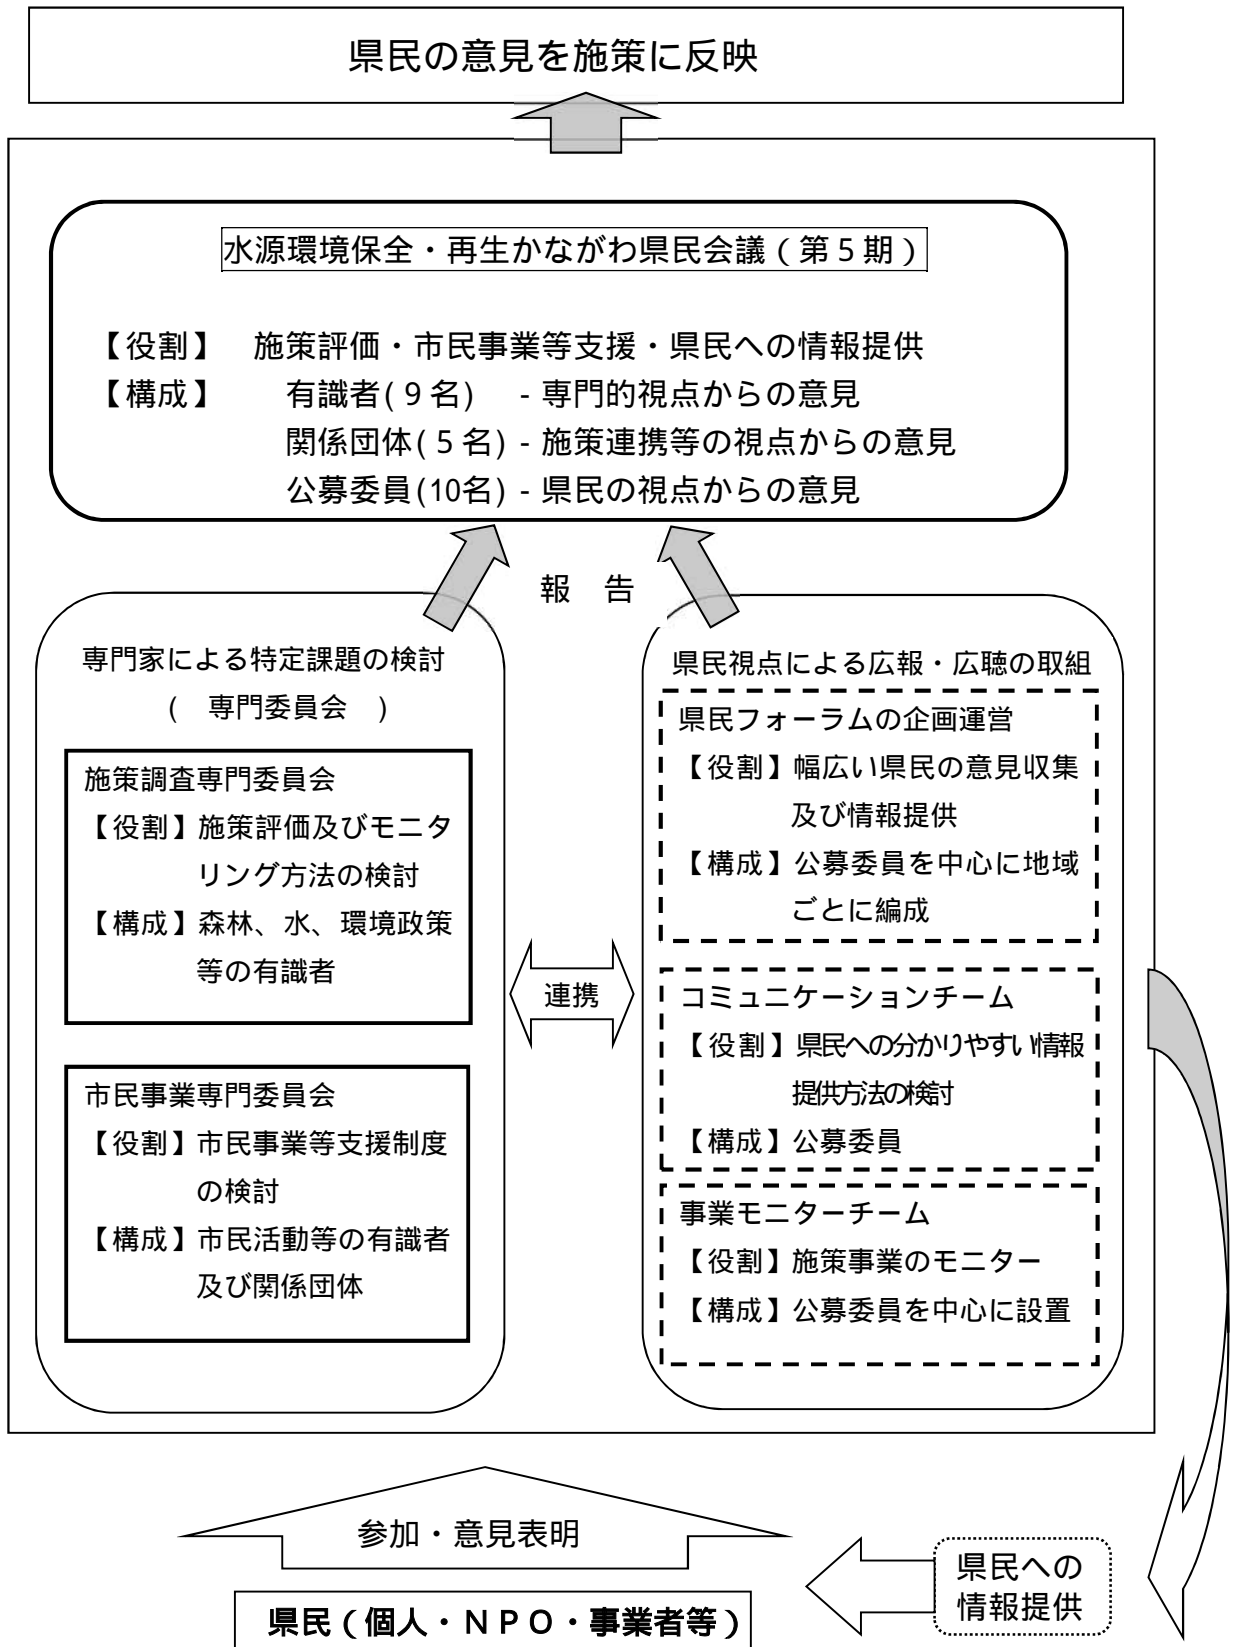 県民の意見を施策に反映
水源環境保全・再生かながわ県民会議(第5期)
【役割】 施策評価・市民事業等支援・県民への情報提供
【構成】 有識者(9名) - 専門的視点からの意見
関係団体(5名) - 施策連携等の視点からの意見
公募委員(10名) - 県民の視点からの意見
報 告
専門家による特定課題の検討
( 専門委員会 )
施策調査専門委員会
【役割】施策評価及びモニタ
リング方法の検討
【構成】森林、水、環境政策
等の有識者
市民事業専門委員会
【役割】市民事業等支援制度
の検討
【構成】市民活動等の有識者
及び関係団体
連携
県民視点による広報・広聴の取組
県民フォーラムの企画運営
【役割】幅広い県民の意見収集
及び情報提供
【構成】公募委員を中心に地域
ごとに編成
コミュニケーションチーム
【役割】県民への分かりやすい情報
提供方法の検討
【構成】公募委員
事業モニターチーム
【役割】施策事業のモニター
【構成】公募委員を中心に設置
参加・意見表明
県民(個人・NPO・事業者等)
県民への
情報提供